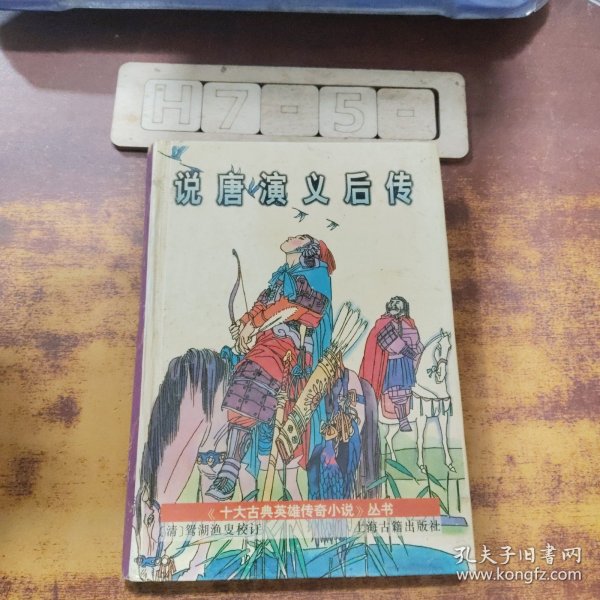 H7-5-
说唐演义后传
《十大古典英雄传奇小说》丛书
[清]鸳湖渔叟校订
上海古籍出版社
孔夫子旧书网
www.kongfz.com